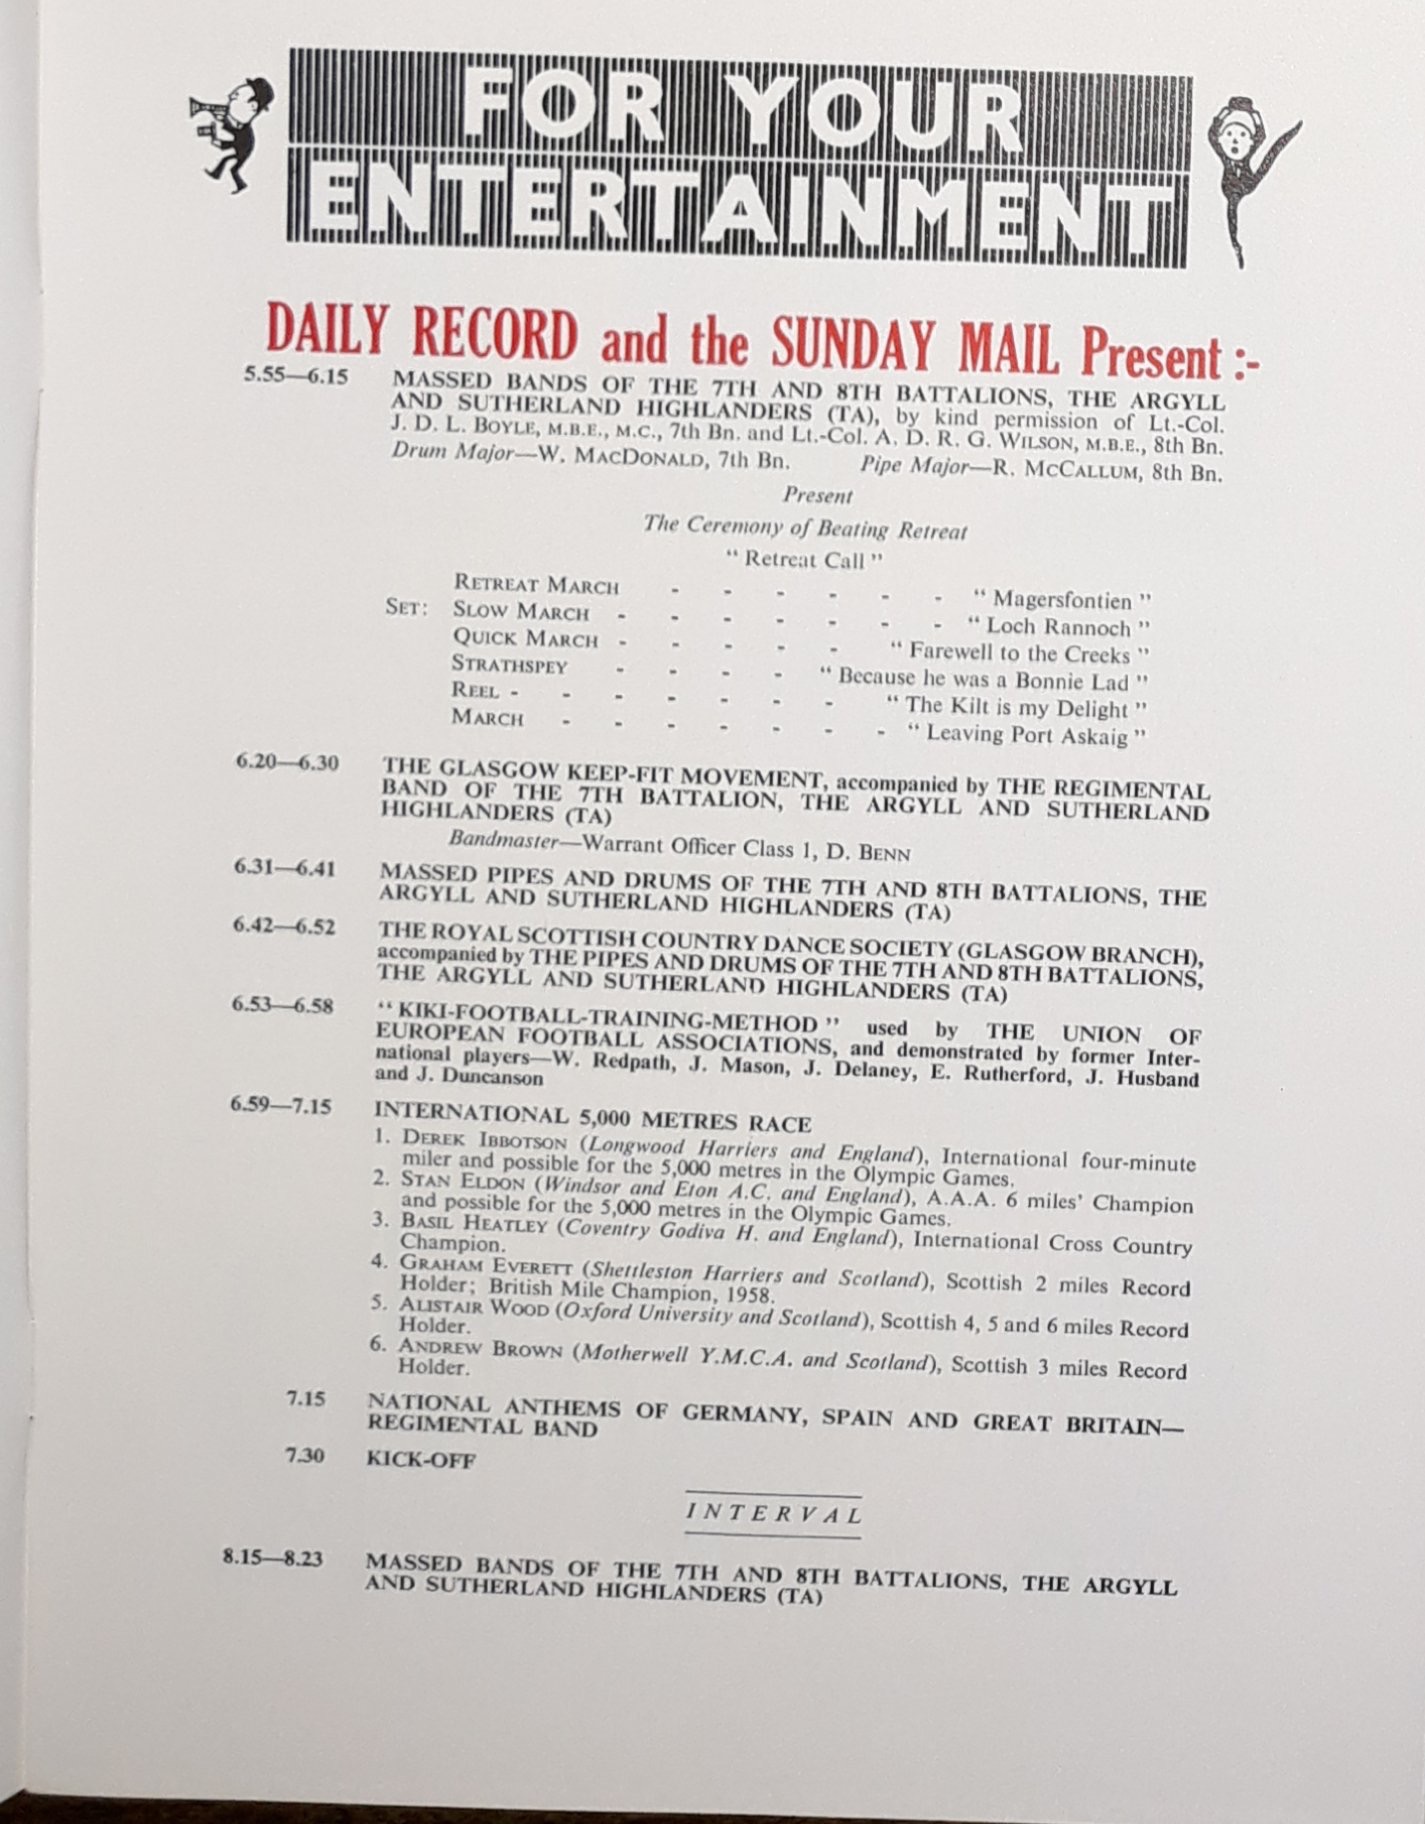 FOR YOUR
ENTERTAINMENT
DAILY RECORD and the SUNDAY MAIL Present :-
5.55—6.15 MASSED BANDS OF THE 7TH AND 8TH BATTALIONS, THE ARGYLL
AND SUTHERLAND HIGHLANDERS (TA), by kind permission of Lt.-Col.
J. D. L. BOYLE, M.B.E., M.C., 7th Bn. and Lt.-Col. A. D. R. G. WILSON, M.B.E., 8th Bn.
Drum Major—W. MACDONALD, 7th Bn. Pipe Major—R. MCCALLUM, 8th Bn.
Present
The Ceremony of Beating Retreat
“ Retreat Call ”
RETREAT MARCH - - - - - - “ Magersfontien ”
SET: SLOW MARCH - - - - - - - “ Loch Rannoch ”
QUICK MARCH - - - - - “ Farewell to the Creeks ”
STRATHSPEY - - - - “ Because he was a Bonnie Lad ”
REEL - - - - - - - “ The Kilt is my Delight ”
MARCH - - - - - - - “ Leaving Port Askaig ”
6.20—6.30 THE GLASGOW KEEP-FIT MOVEMENT, accompanied by THE REGIMENTAL
BAND OF THE 7TH BATTALION, THE ARGYLL AND SUTHERLAND
HIGHLANDERS (TA)
Bandmaster—Warrant Officer Class 1, D. BENN
6.31—6.41 MASSED PIPES AND DRUMS OF THE 7TH AND 8TH BATTALIONS, THE
ARGYLL AND SUTHERLAND HIGHLANDERS (TA)
6.42—6.52 THE ROYAL SCOTTISH COUNTRY DANCE SOCIETY (GLASGOW BRANCH),
accompanied by THE PIPES AND DRUMS OF THE 7TH AND 8TH BATTALIONS,
THE ARGYLL AND SUTHERLAND HIGHLANDERS (TA)
6.53—6.58 “ KIKI-FOOTBALL-TRAINING-METHOD ” used by THE UNION OF
EUROPEAN FOOTBALL ASSOCIATIONS, and demonstrated by former Inter-
national players—W. Redpath, J. Mason, J. Delaney, E. Rutherford, J. Husband
and J. Duncanson
6.59—7.15 INTERNATIONAL 5,000 METRES RACE
1. DEREK IBBOTSON (Longwood Harriers and England), International four-minute
miler and possible for the 5,000 metres in the Olympic Games.
2. STAN ELDON (Windsor and Eton A.C. and England), A.A.A. 6 miles’ Champion
and possible for the 5,000 metres in the Olympic Games.
3. BASIL HEATLEY (Coventry Godiva H. and England), International Cross Country
Champion.
4. GRAHAM EVERETT (Shettleston Harriers and Scotland), Scottish 2 miles Record
Holder; British Mile Champion, 1958.
5. ALISTAIR WOOD (Oxford University and Scotland), Scottish 4, 5 and 6 miles Record
Holder.
6. ANDREW BROWN (Motherwell Y.M.C.A. and Scotland), Scottish 3 miles Record
Holder.
7.15 NATIONAL ANTHEMS OF GERMANY, SPAIN AND GREAT BRITAIN—
REGIMENTAL BAND
7.30 KICK-OFF
INTERVAL
8.15—8.23 MASSED BANDS OF THE 7TH AND 8TH BATTALIONS, THE ARGYLL
AND SUTHERLAND HIGHLANDERS (TA)